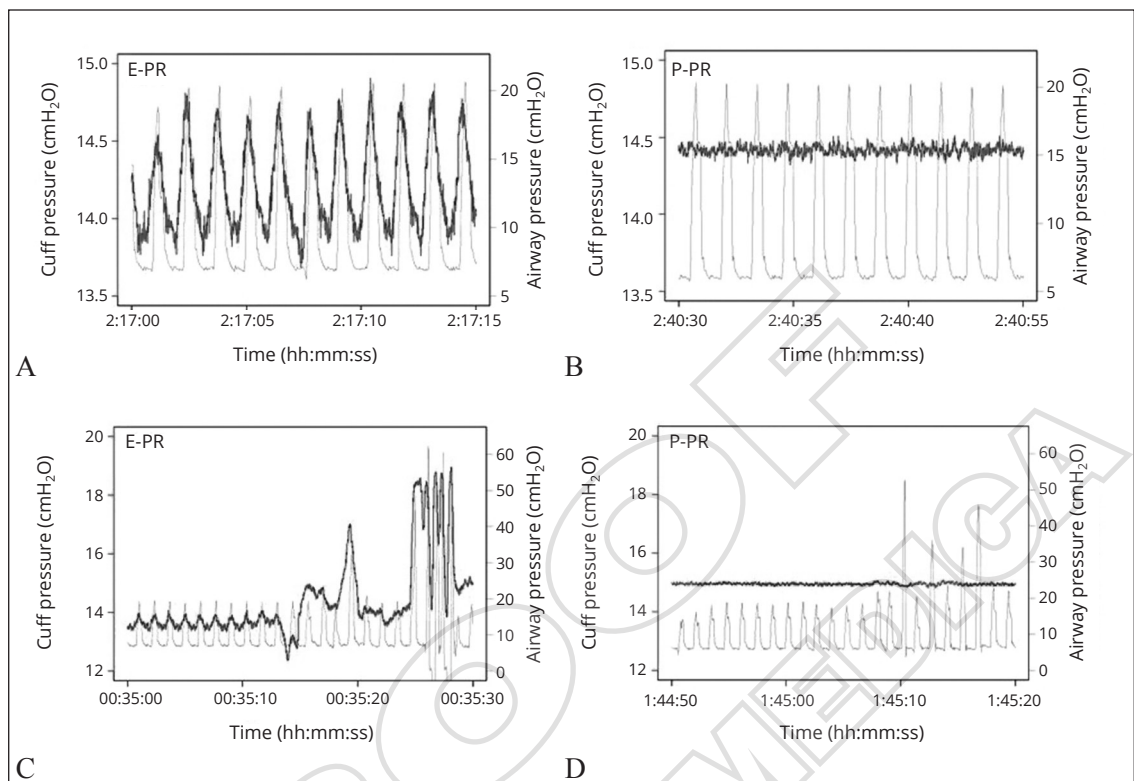 E-PR
15.0
14.5
14.0
13.5
Cuff pressure (cmH₂O)
20
15
10
5
Airway pressure (cmH₂O)
2:17:00 2:17:05 2:17:10 2:17:15
Time (hh:mm:ss)
A
P-PR
15.0
14.5
14.0
13.5
Cuff pressure (cmH₂O)
20
15
10
5
Airway pressure (cmH₂O)
2:40:30 2:40:35 2:40:40 2:40:55
Time (hh:mm:ss)
B
E-PR
20
18
16
14
12
Cuff pressure (cmH₂O)
60
50
40
30
20
10
0
Airway pressure (cmH₂O)
00:35:00 00:35:10 00:35:20 00:35:30
Time (hh:mm:ss)
C
P-PR
20
18
16
14
12
Cuff pressure (cmH₂O)
60
50
40
30
20
10
0
Airway pressure (cmH₂O)
1:44:50 1:45:00 1:45:10 1:45:20
Time (hh:mm:ss)
D
PROOF
MEDICA